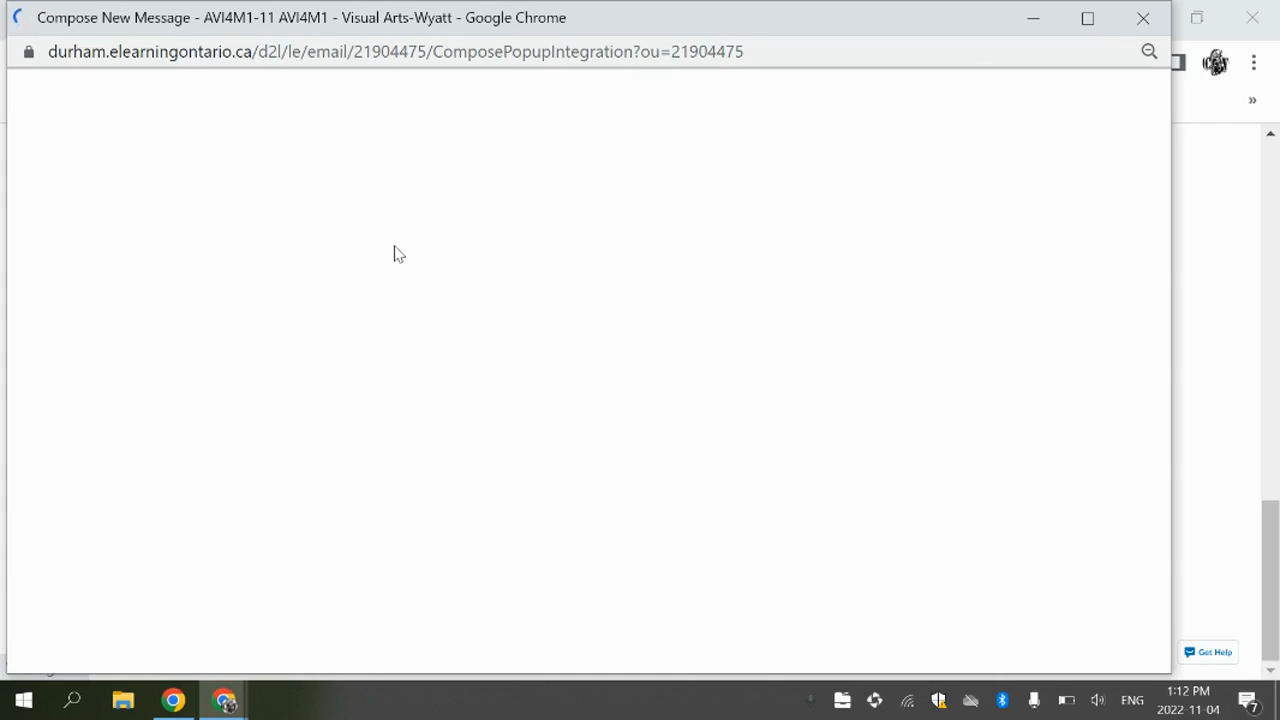 Compose New Message - AVI4M1-11 AVI4M1 - Visual Arts-Wyatt - Google Chrome
durham.elearningontario.ca/d2l/le/email/21904475/ComposePopupIntegration?ou=21904475
»
Get Help
ENG
1:12 PM
2022-11-04
7